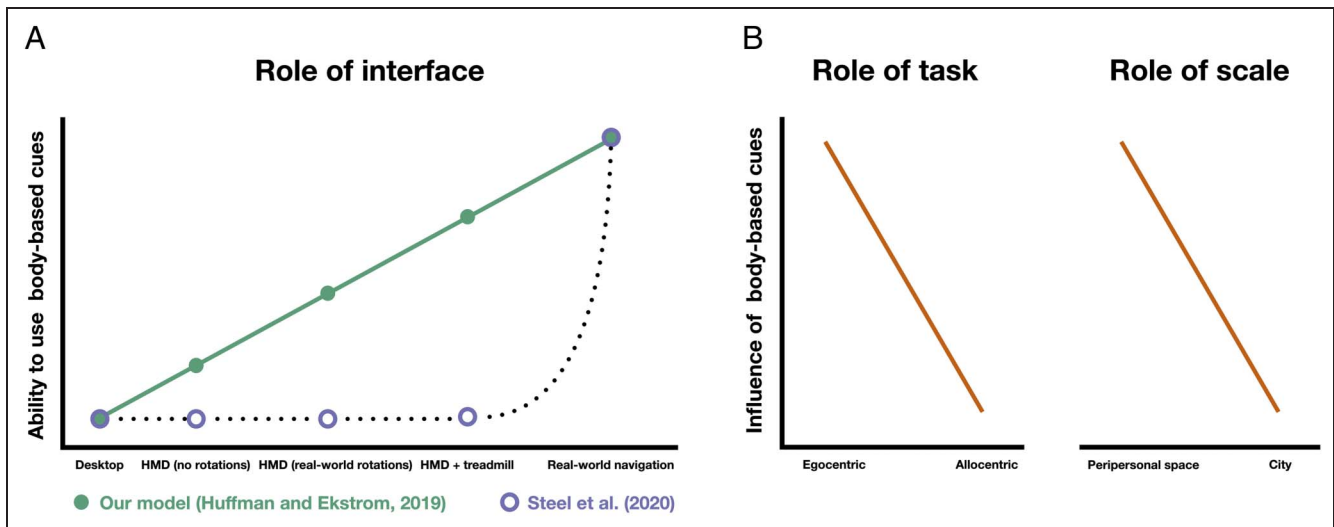 A
Role of interface
Ability to use body-based cues
Desktop
HMD (no rotations)
HMD (real-world rotations)
HMD + treadmill
Real-world navigation
Our model (Huffman and Ekstrom, 2019)
Steel et al. (2020)
B
Role of task
Role of scale
Influence of body-based cues
Egocentric
Allocentric
Peripersonal space
City